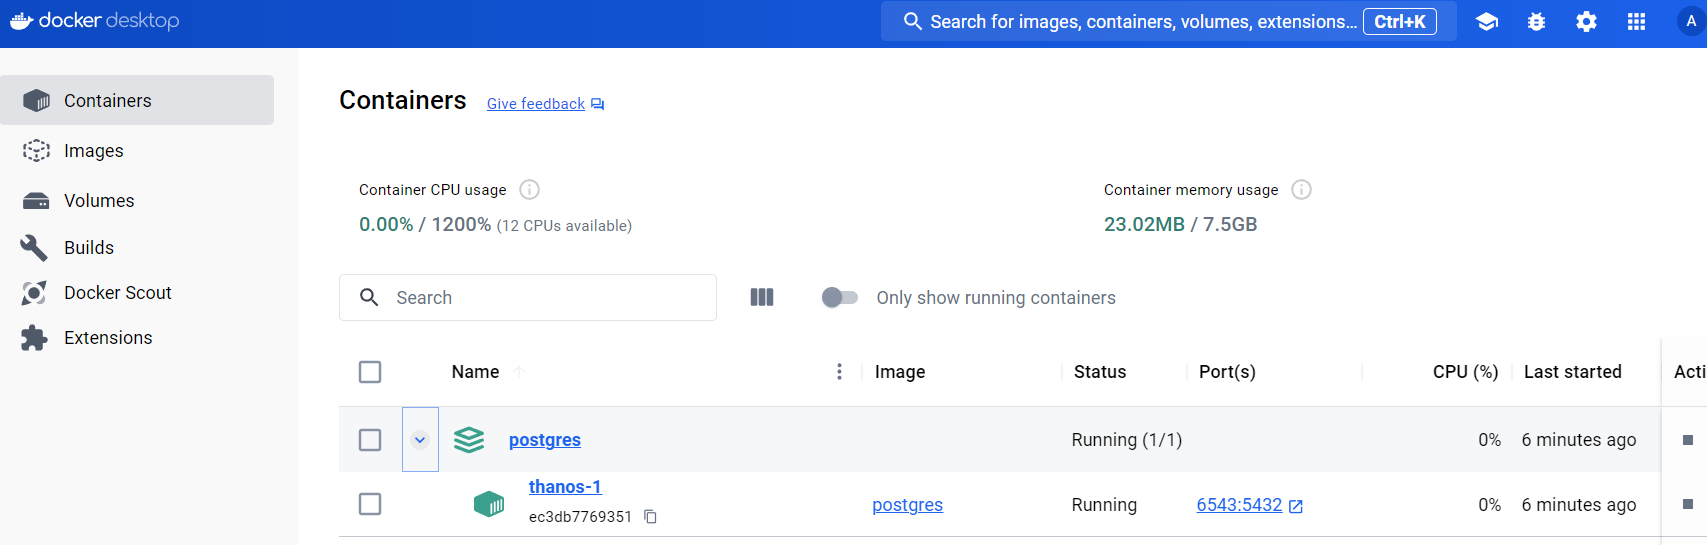 docker desktop
Search for images, containers, volumes, extensions... Ctrl+K
A
Containers
Images
Volumes
Builds
Docker Scout
Extensions
Containers Give feedback
Container CPU usage
0.00% / 1200% (12 CPUs available)
Container memory usage
23.02MB / 7.5GB
Search
Only show running containers
Name Image Status Port(s) CPU (%) Last started Acti
postgres Running (1/1) 0% 6 minutes ago
thanos-1
ec3db7769351
postgres Running 6543:5432 0% 6 minutes ago